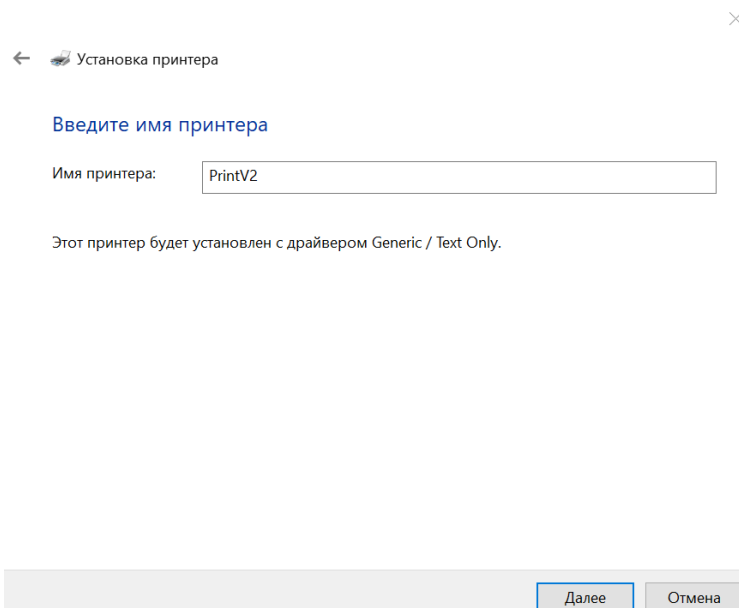 Установка принтера
Введите имя принтера
Имя принтера: PrintV2
Этот принтер будет установлен с драйвером Generic / Text Only.
Далее Отмена